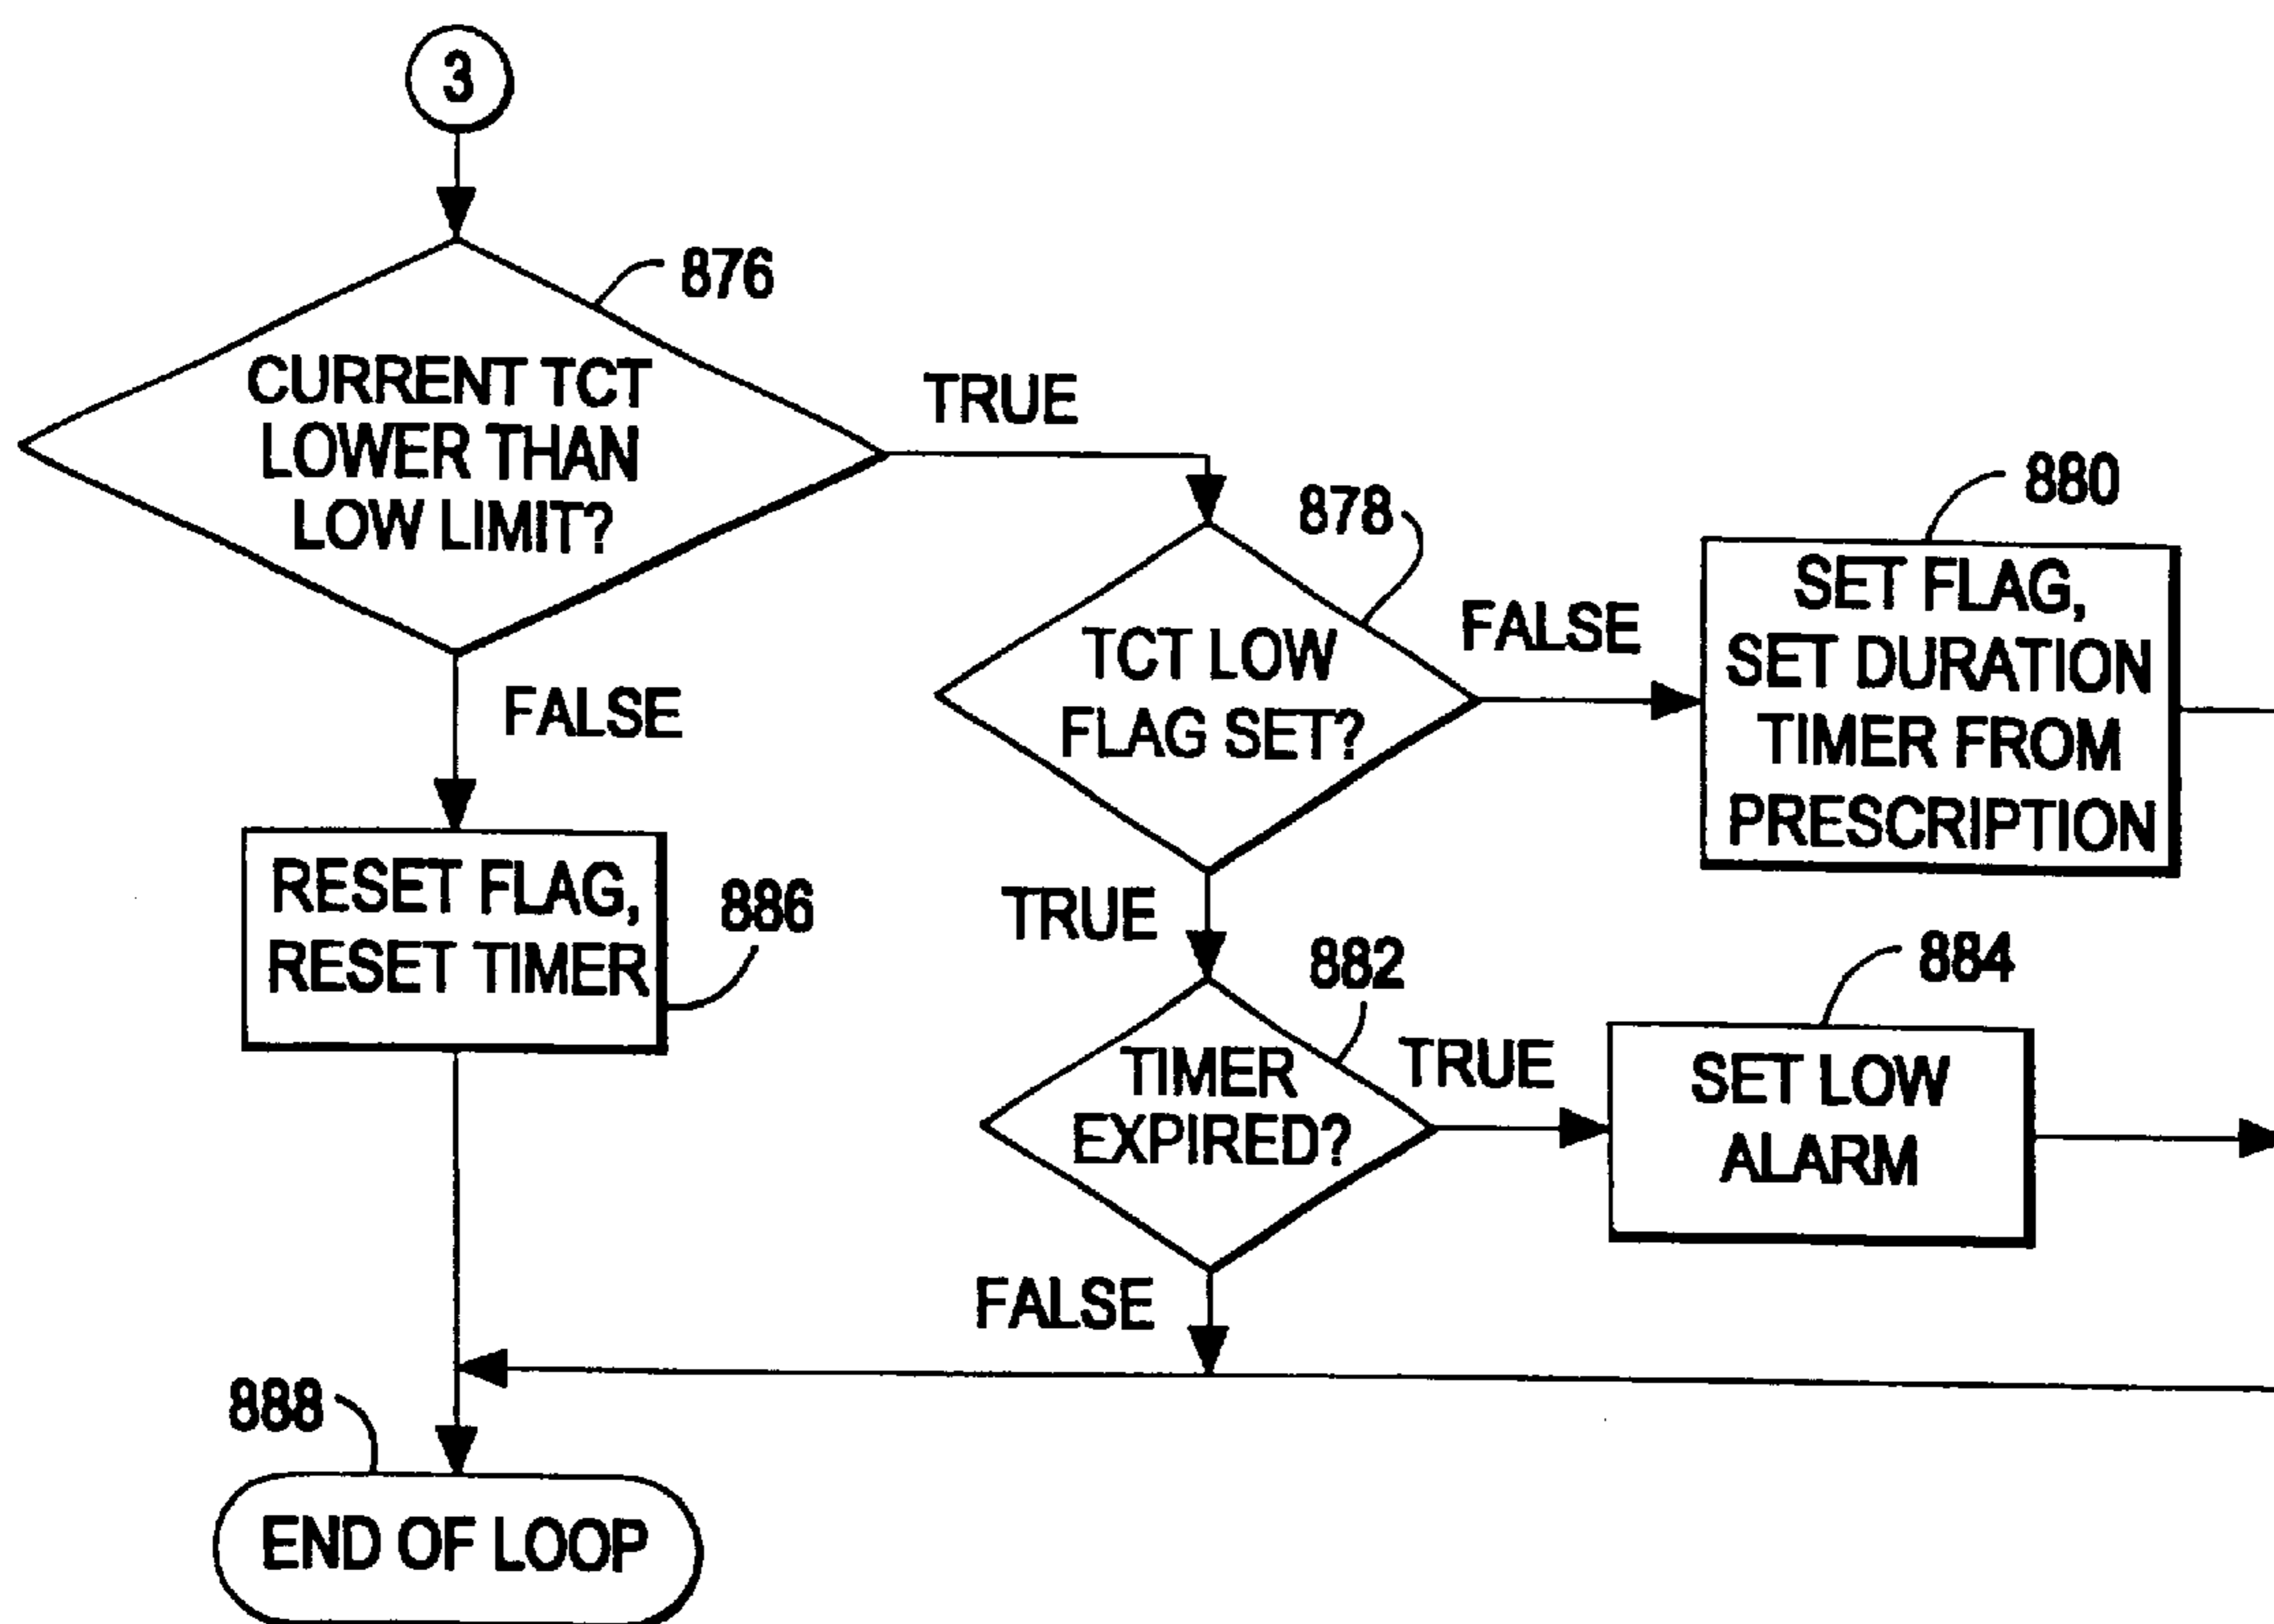 3
876
CURRENT TCT
LOWER THAN
LOW LIMIT?
TRUE
FALSE
878
TCT LOW
FLAG SET?
FALSE
880
SET FLAG,
SET DURATION
TIMER FROM
PRESCRIPTION
TRUE
RESET FLAG,
RESET TIMER
886
882
TIMER
EXPIRED?
TRUE
884
SET LOW
ALARM
FALSE
888
END OF LOOP